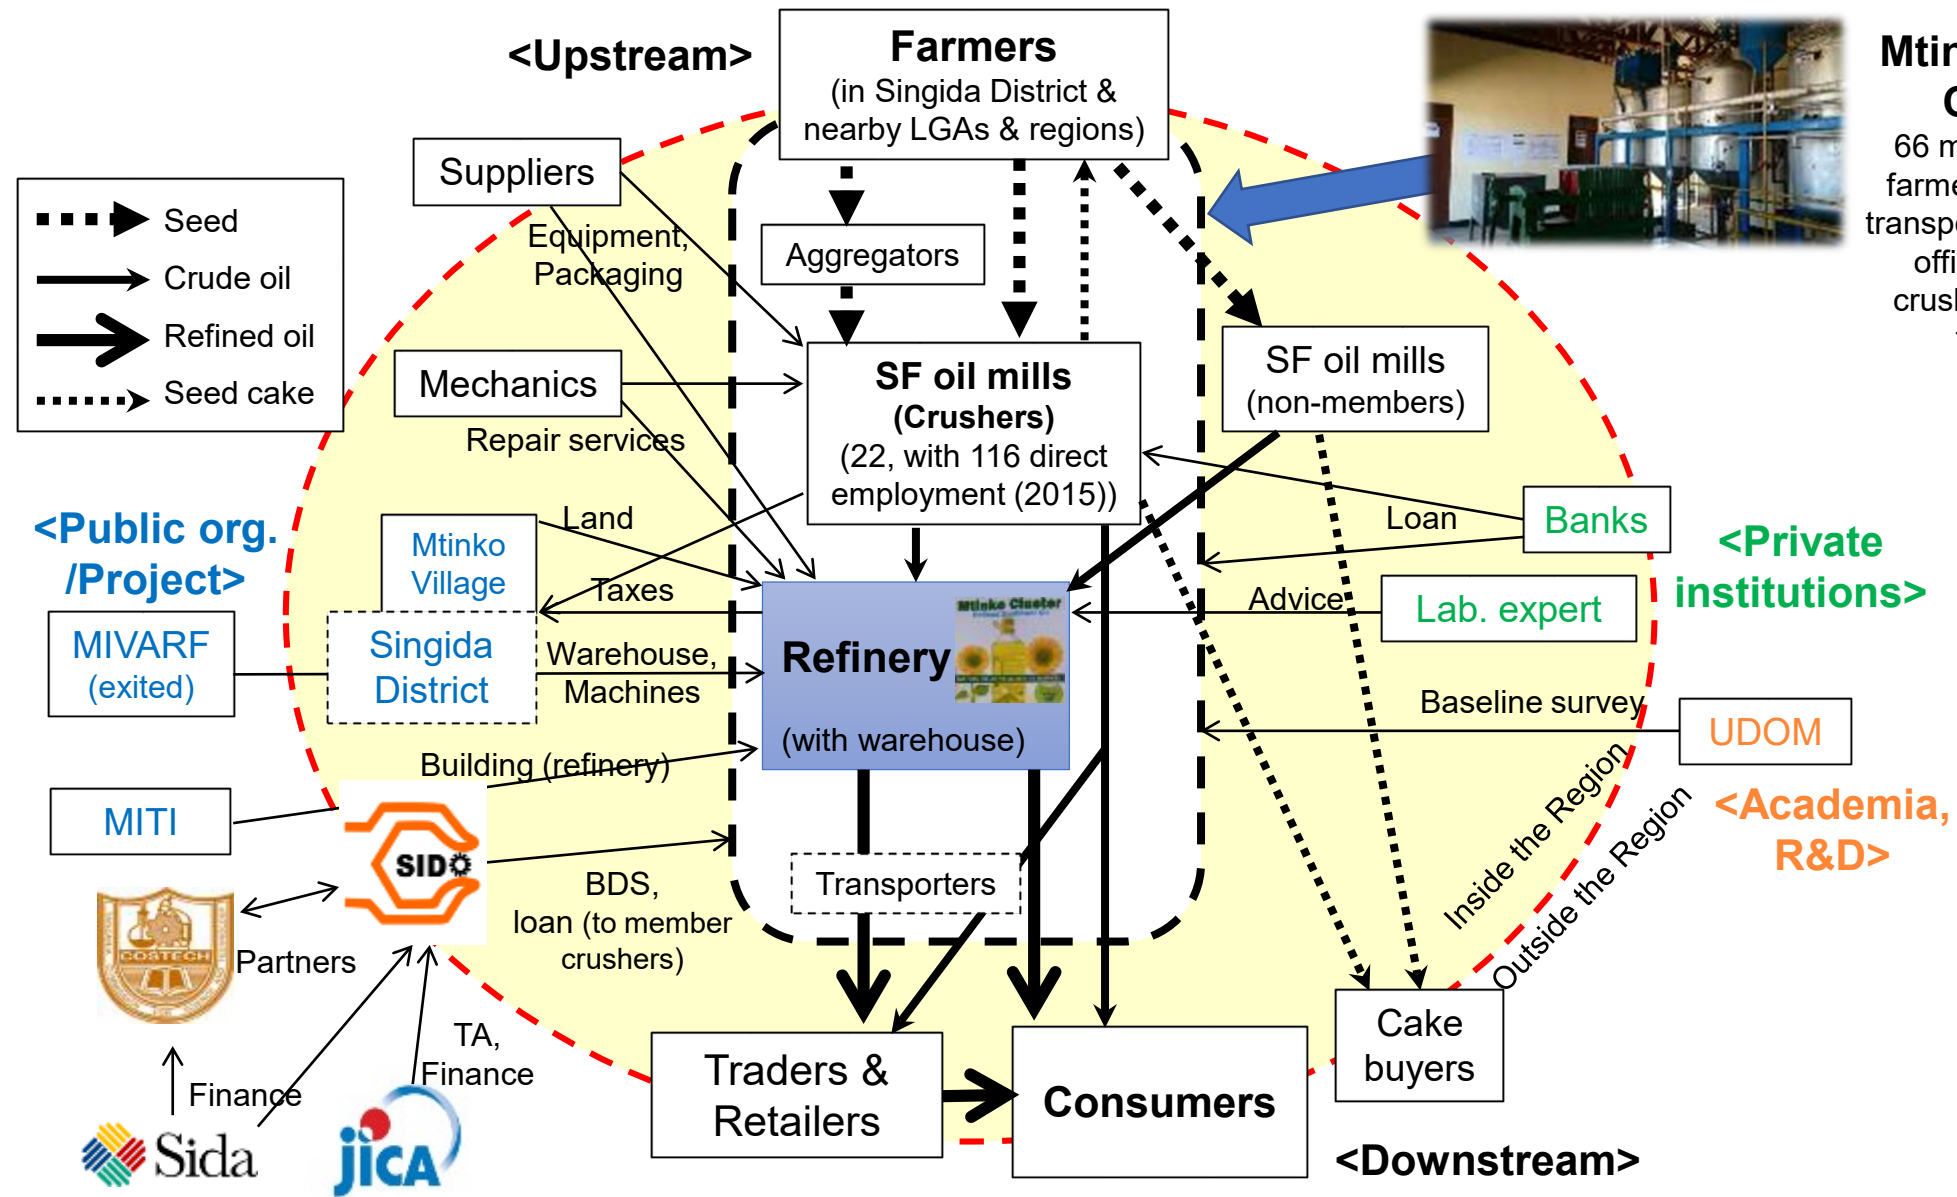 <Upstream>
Farmers
(in Singida District &
nearby LGAs & regions)
Suppliers
Seed
Crude oil
Refined oil
Seed cake
Equipment,
Packaging
Aggregators
Mechanics
Repair services
SF oil mills
(Crushers)
(22, with 116 direct
employment (2015))
SF oil mills
(non-members)
66 m
farme
transpo
offi
crush
<Public org.
/Project>
Mtinko
Village
Land
Taxes
MIVARF
(exited)
Singida
District
Warehouse,
Machines
Refinery
(with warehouse)
Mtinko Cluster
Loan
Banks
<Private
institutions>
Advice
Lab. expert
Baseline survey
UDOM
<Academia,
R&D>
Inside the Region
Outside the Region
Building (refinery)
MITI
SIDO
BDS,
loan (to member
crushers)
COSTECH
Partners
Transporters
TA,
Finance
Finance
Sida
jICA
Traders &
Retailers
Consumers
Cake
buyers
<Downstream>